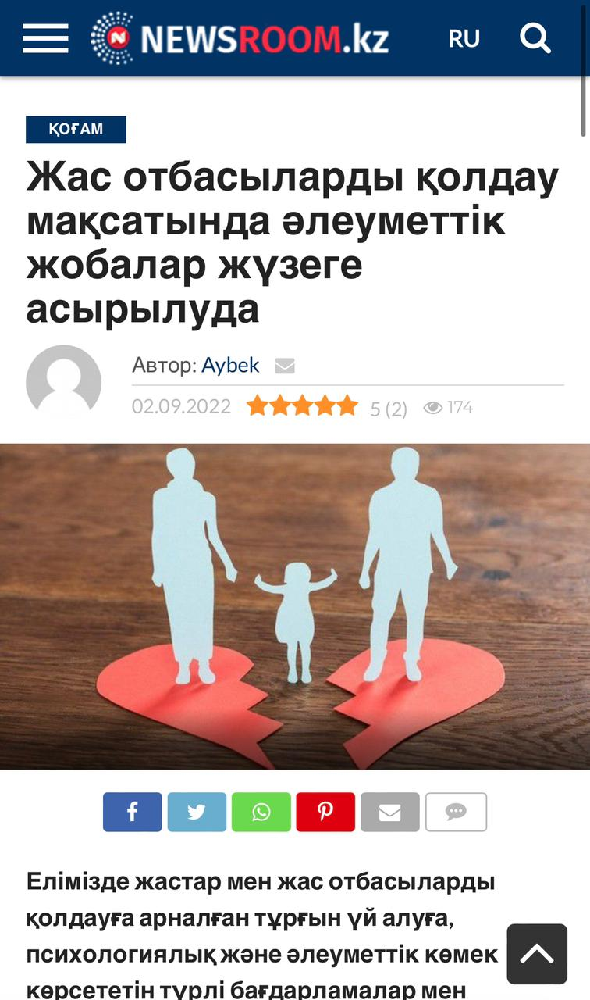 NEWSROOM.kz RU
ҚОҒАМ
Жас отбасыларды қолдау
мақсатында әлеуметтік
жобалар жүзеге
асырылуда
Автор: Aybek
02.09.2022 5 (2) 174
Елімізде жастар мен жас отбасыларды
қолдауға арналған тұрғын үй алуға,
психологиялық және әлеуметтік көмек
көрсететін түрлі бағдарламалар мен